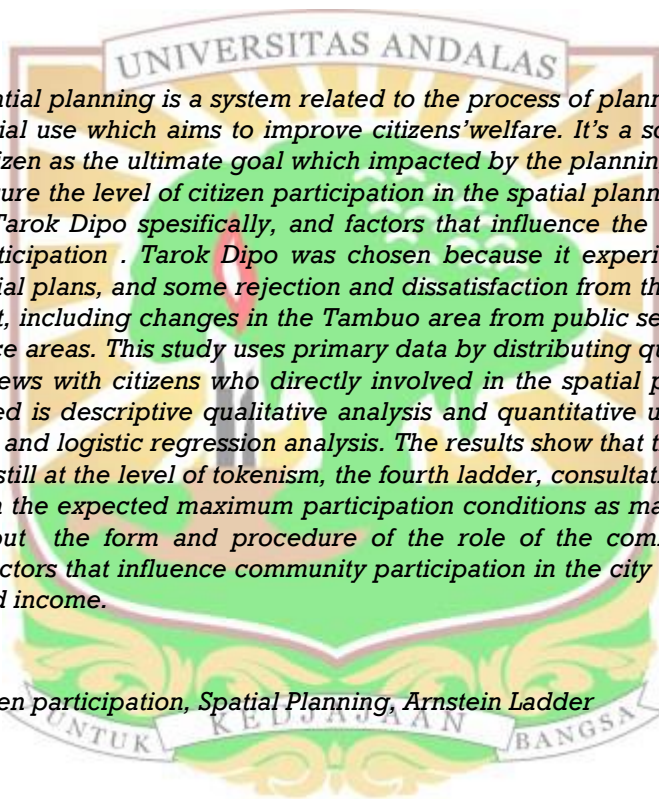 UNIVERSITAS ANDALAS
atial planning is a system related to the process of plann
ial use which aims to improve citizens'welfare. It's a so
izen as the ultimate goal which impacted by the plannin
ure the level of citizen participation in the spatial plann
Tarok Dipo spesifically, and factors that influence the
ticipation . Tarok Dipo was chosen because it experi
ial plans, and some rejection and dissatisfaction from th
t, including changes in the Tambuo area from public se
ce areas. This study uses primary data by distributing qu
ews with citizens who directly involved in the spatial p
ed is descriptive qualitative analysis and quantitative u
and logistic regression analysis. The results show that t
still at the level of tokenism, the fourth ladder, consultat
n the expected maximum participation conditions as ma
out the form and procedure of the role of the com
ctors that influence community participation in the city
d income.
en participation, Spatial Planning, Arnstein Ladder
UNTUK KEDJAJAAN BANGSA